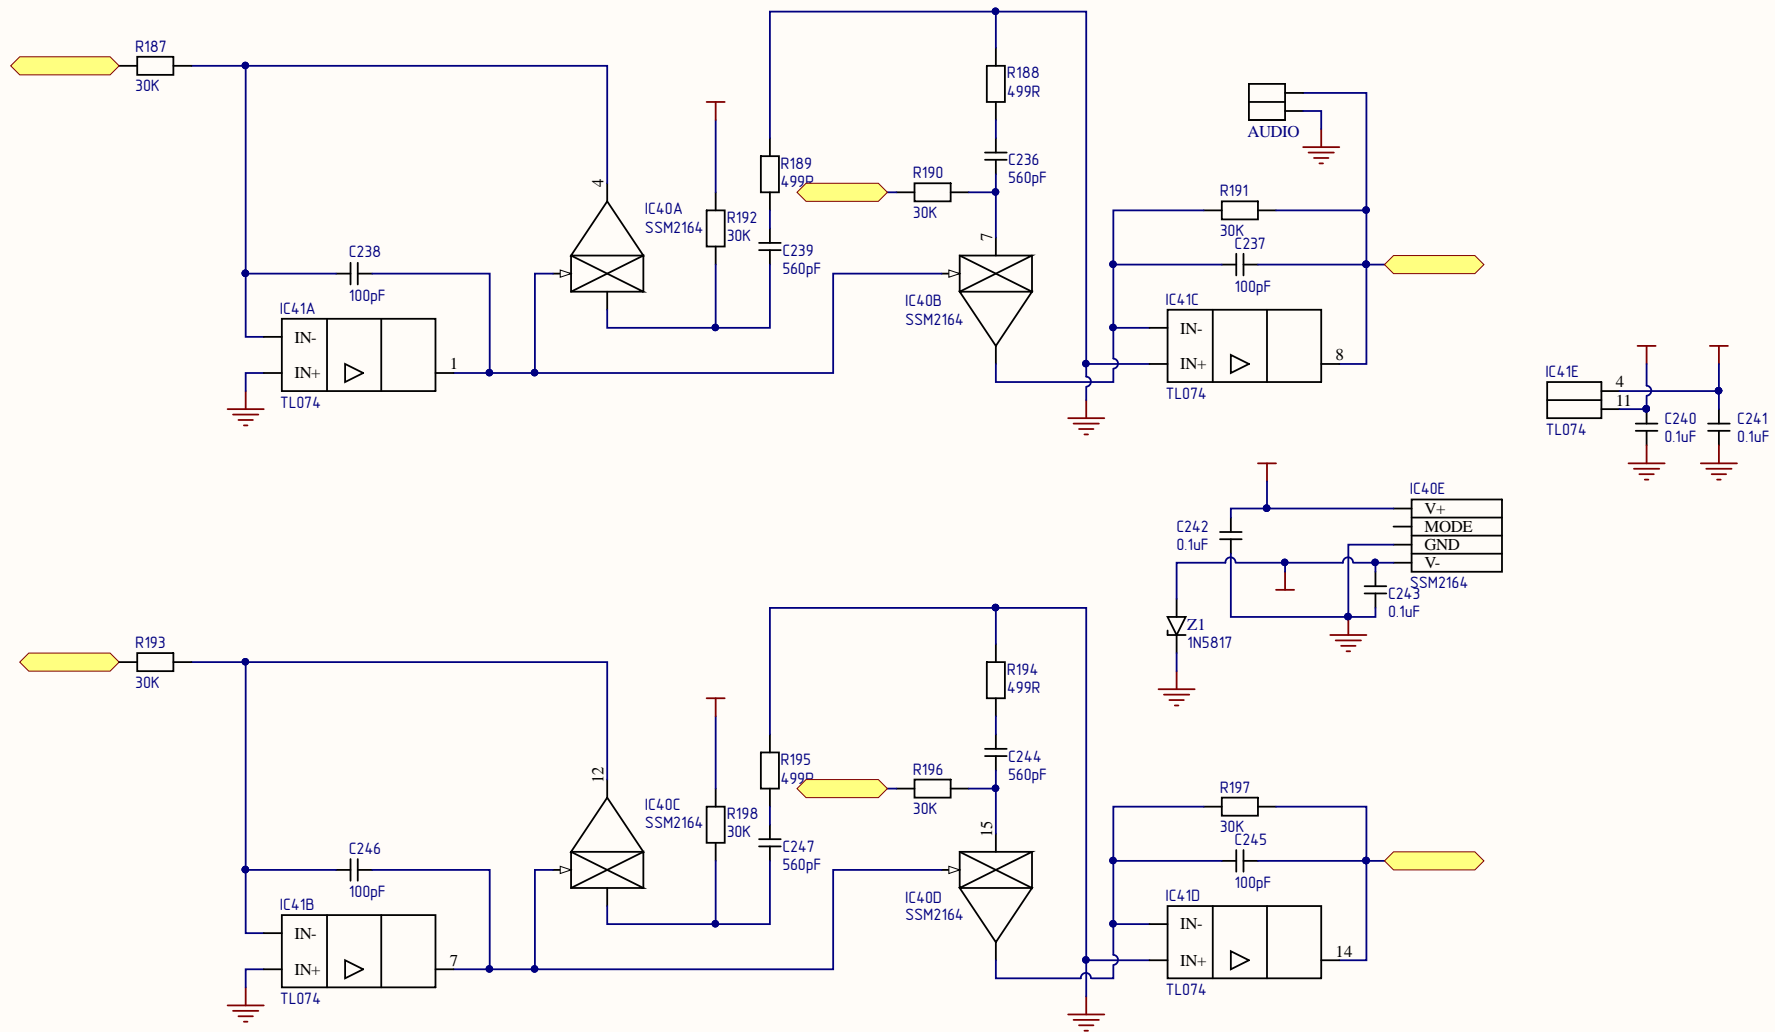 R187
30K
R188
499R
AUDIO
C236
560pF
R189
499R
R190
30K
R191
30K
C237
100pF
4
IC40A
SSM2164
R192
30K
7
C239
560pF
C238
100pF
IC40B
SSM2164
IC41A
IN-
IN+
1
TL074
IC41C
IN-
IN+
8
TL074
IC41E
4
11
TL074
C240
0.1uF
C241
0.1uF
IC40E
V+
MODE
GND
V-
SSM2164
C242
0.1uF
C243
0.1uF
Z1
1N5817
R193
30K
R194
499R
C244
560pF
R195
499R
R196
30K
R197
30K
C245
100pF
12
IC40C
SSM2164
R198
30K
15
C247
560pF
C246
100pF
IC40D
SSM2164
IC41B
IN-
IN+
7
TL074
IC41D
IN-
IN+
14
TL074